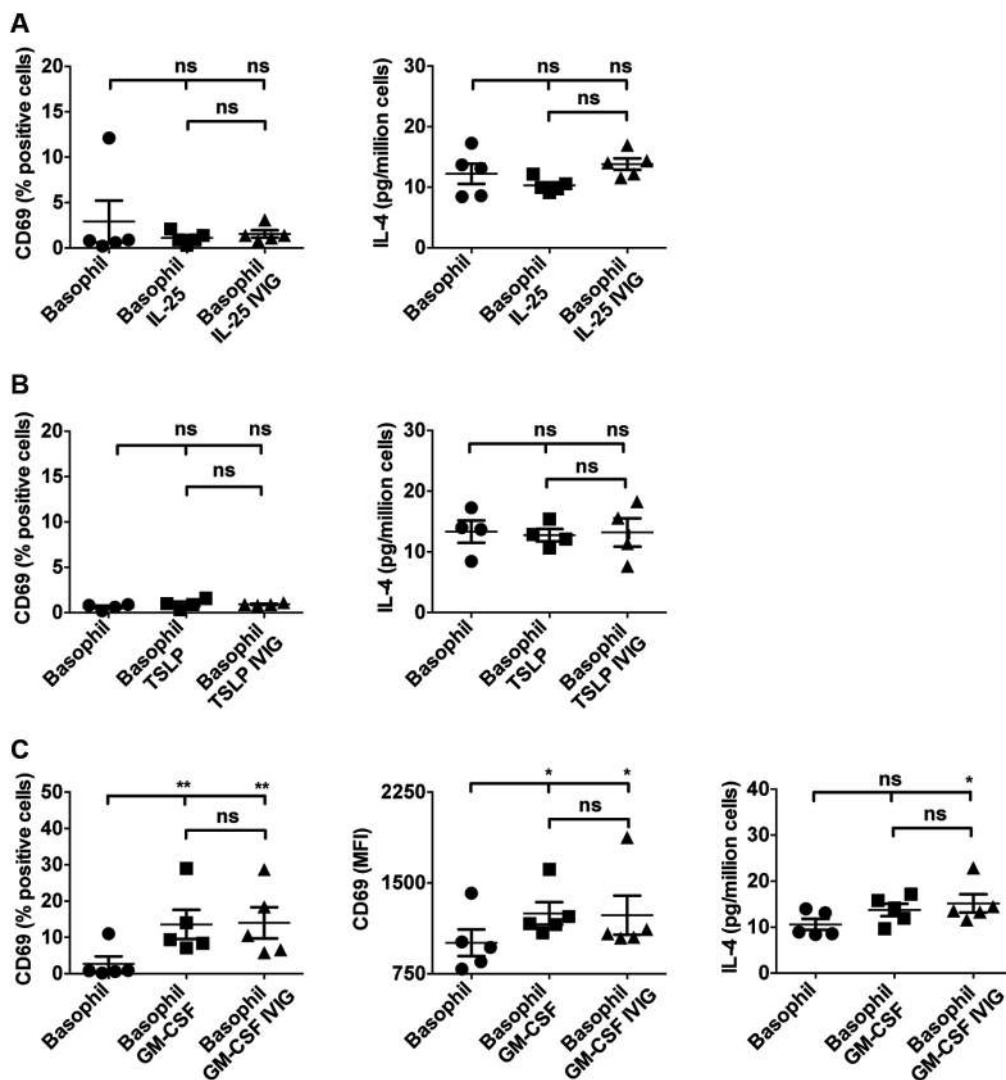 A
CD69 (% positive cells)
20
15
10
5
0
ns ns
ns
Basophil
Basophil
IL-25
Basophil
IL-25 IVIG
IL-4 (pg/million cells)
30
20
10
0
ns ns
ns
Basophil
Basophil
IL-25
Basophil
IL-25 IVIG
B
CD69 (% positive cells)
20
15
10
5
0
ns ns
ns
Basophil
Basophil
TSLP
Basophil
TSLP IVIG
IL-4 (pg/million cells)
30
20
10
0
ns ns
ns
Basophil
Basophil
TSLP
Basophil
TSLP IVIG
C
CD69 (% positive cells)
50
40
30
20
10
0
** **
ns
Basophil
Basophil
GM-CSF
Basophil
GM-CSF IVIG
CD69 (MFI)
2250
1500
750
* *
ns
Basophil
Basophil
GM-CSF
Basophil
GM-CSF IVIG
IL-4 (pg/million cells)
40
30
20
10
0
ns *
ns
Basophil
Basophil
GM-CSF
Basophil
GM-CSF IVIG